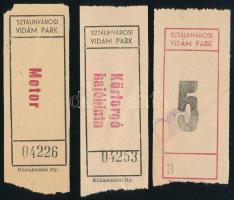 SZTÁLINVÁROSI
VIDÁM PARK
Motor
04226
Közlekedési Ny.
SZTÁLINVÁROSI
VIDÁM PARK
Körforgó
hajóhinta
04253
Közlekedési Ny.
SZTÁLINVÁROSI
VIDÁM PARK
5
3